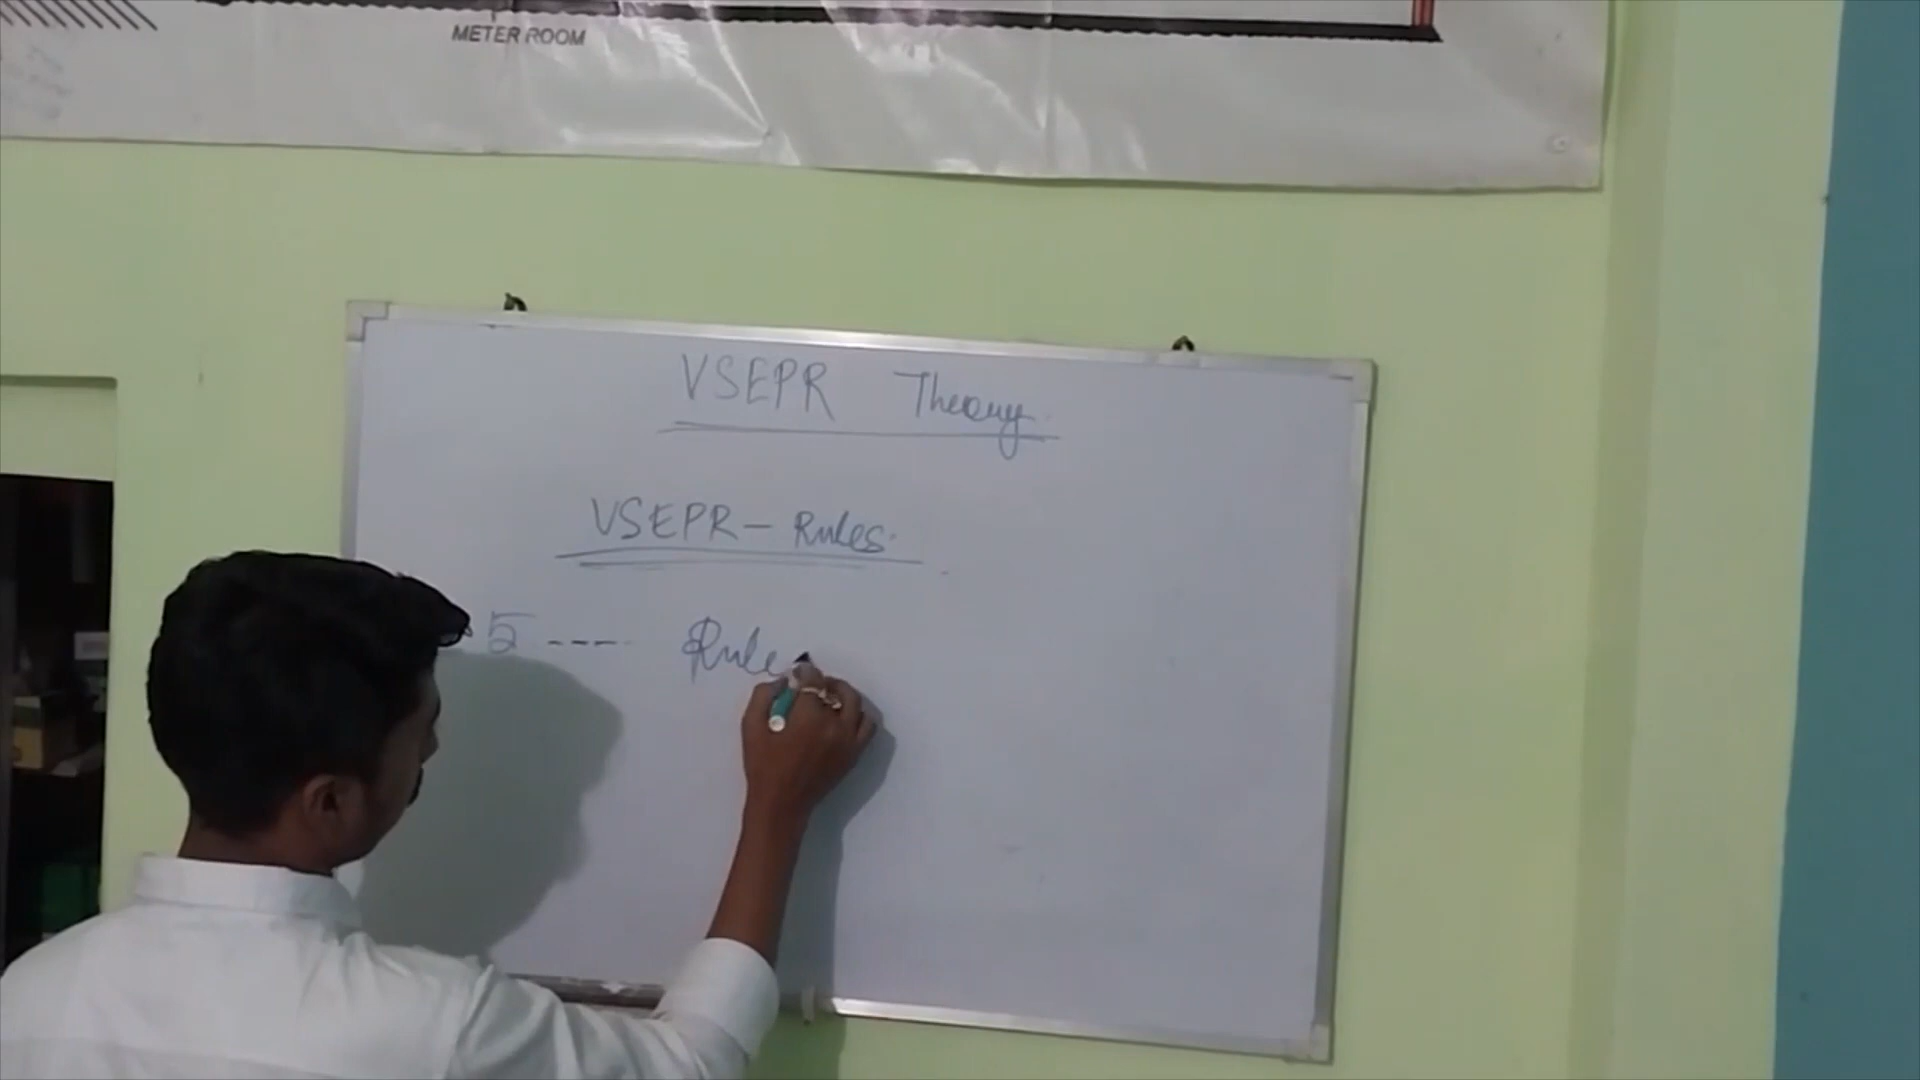 METER ROOM
VSEPR Theory
VSEPR - Rules.
5 ---- Rule